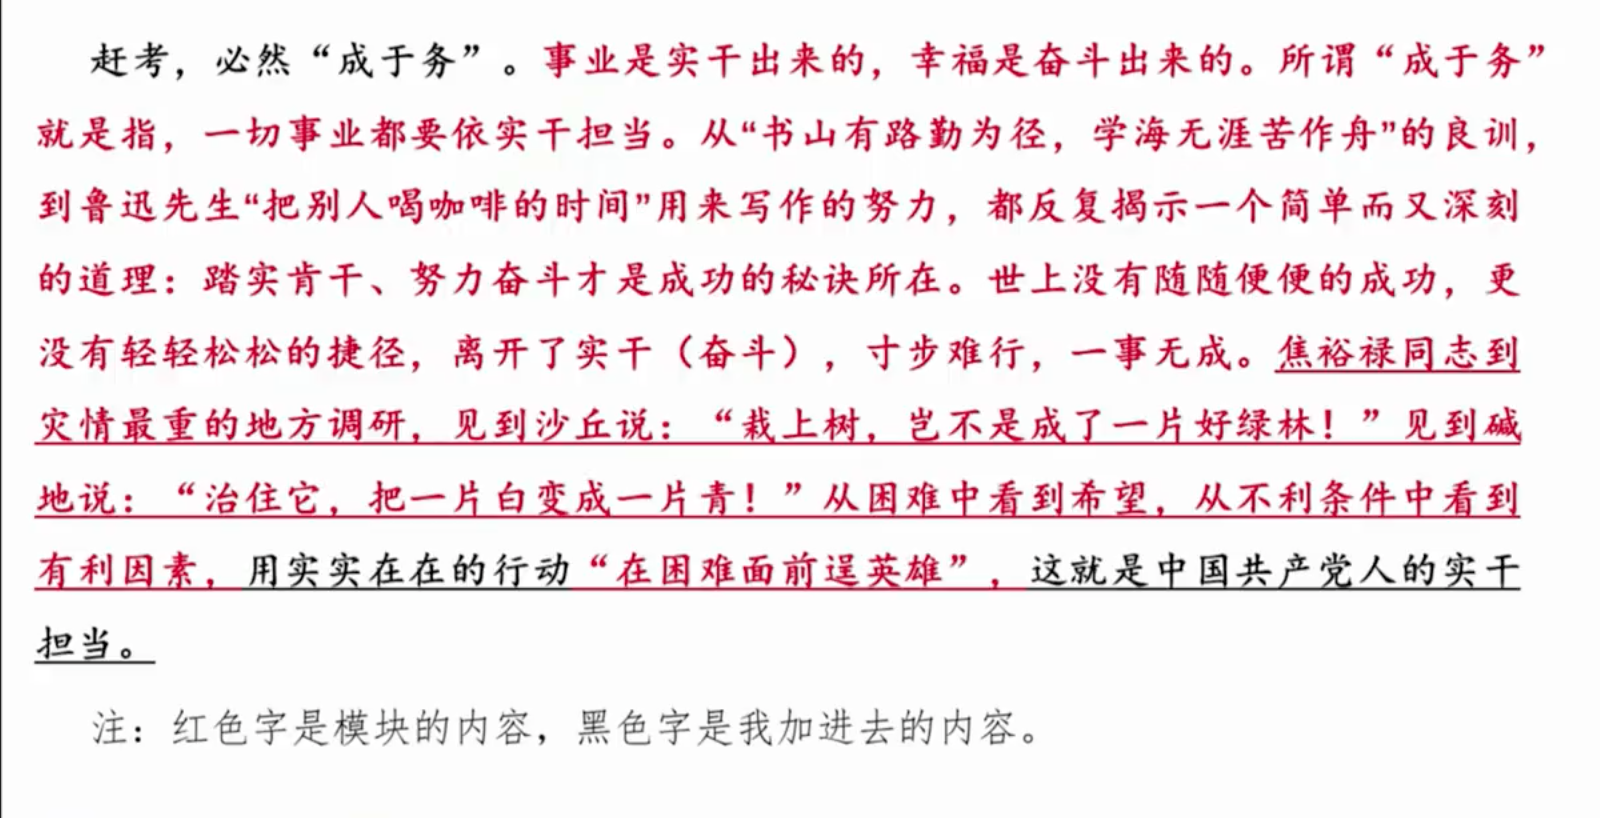 赶考，必然“成于务”。事业是实干出来的，幸福是奋斗出来的。所谓“成于务”
就是指，一切事业都要依实干担当。从“书山有路勤为径，学海无涯苦作舟”的良训，
到鲁迅先生“把别人喝咖啡的时间”用来写作的努力，都反复揭示一个简单而又深刻
的道理：踏实肯干、努力奋斗才是成功的秘诀所在。世上没有随随便便的成功，更
没有轻轻松松的捷径，离开了实干（奋斗），寸步难行，一事无成。焦裕禄同志到
灾情最重的地方调研，见到沙丘说：“栽上树，岂不是成了一片好绿林！”见到碱
地说：“治住它，把一片白变成一片青！”从困难中看到希望，从不利条件中看到
有利因素，用实实在在的行动“在困难面前逞英雄”，这就是中国共产党人的实干
担当。
注：红色字是模块的内容，黑色字是我加进去的内容。